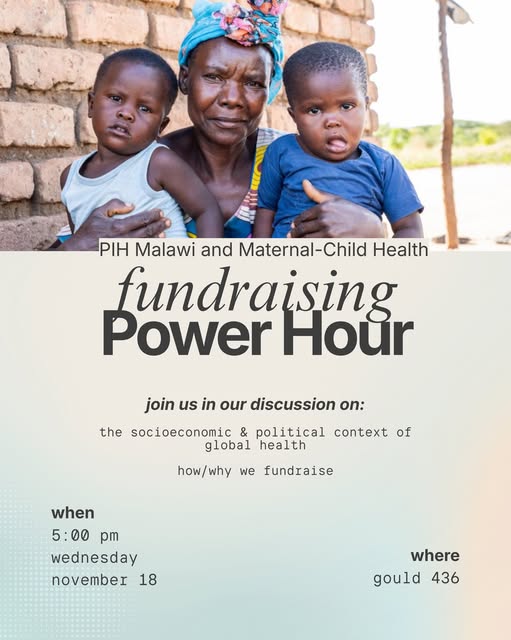 PIH Malawi and Maternal-Child Health
fundraising
Power Hour
join us in our discussion on:
the socioeconomic & political context of
global health
how/why we fundraise
when
5:00 pm
wednesday
november 18
where
gould 436